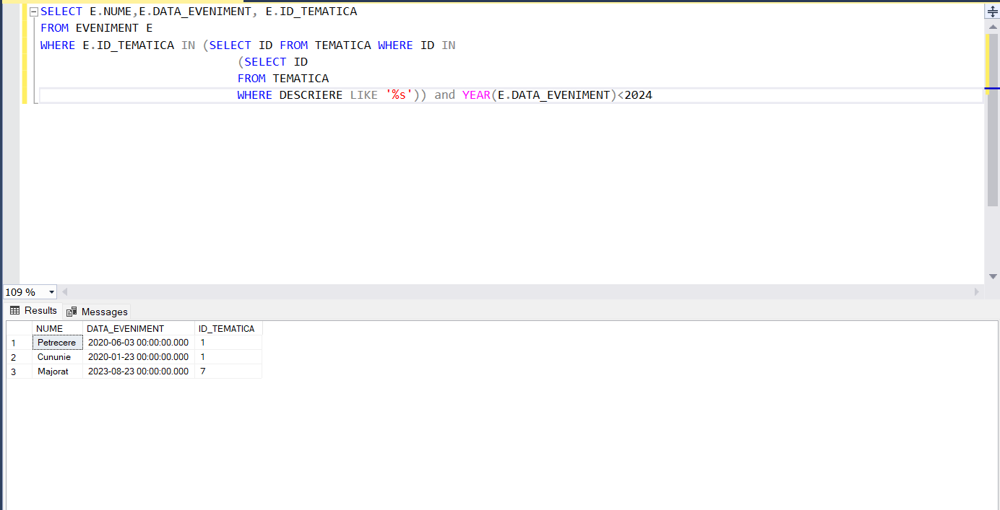 SELECT E.NUME,E.DATA_EVENIMENT, E.ID_TEMATICA
FROM EVENIMENT E
WHERE E.ID_TEMATICA IN (SELECT ID FROM TEMATICA WHERE ID IN
(SELECT ID
FROM TEMATICA
WHERE DESCRIERE LIKE '%s')) and YEAR(E.DATA_EVENIMENT)<2024
109 %
Results Messages
NUME DATA_EVENIMENT ID_TEMATICA
1 Petrecere 2020-06-03 00:00:00.000 1
2 Cununie 2020-01-23 00:00:00.000 1
3 Majorat 2023-08-23 00:00:00.000 7